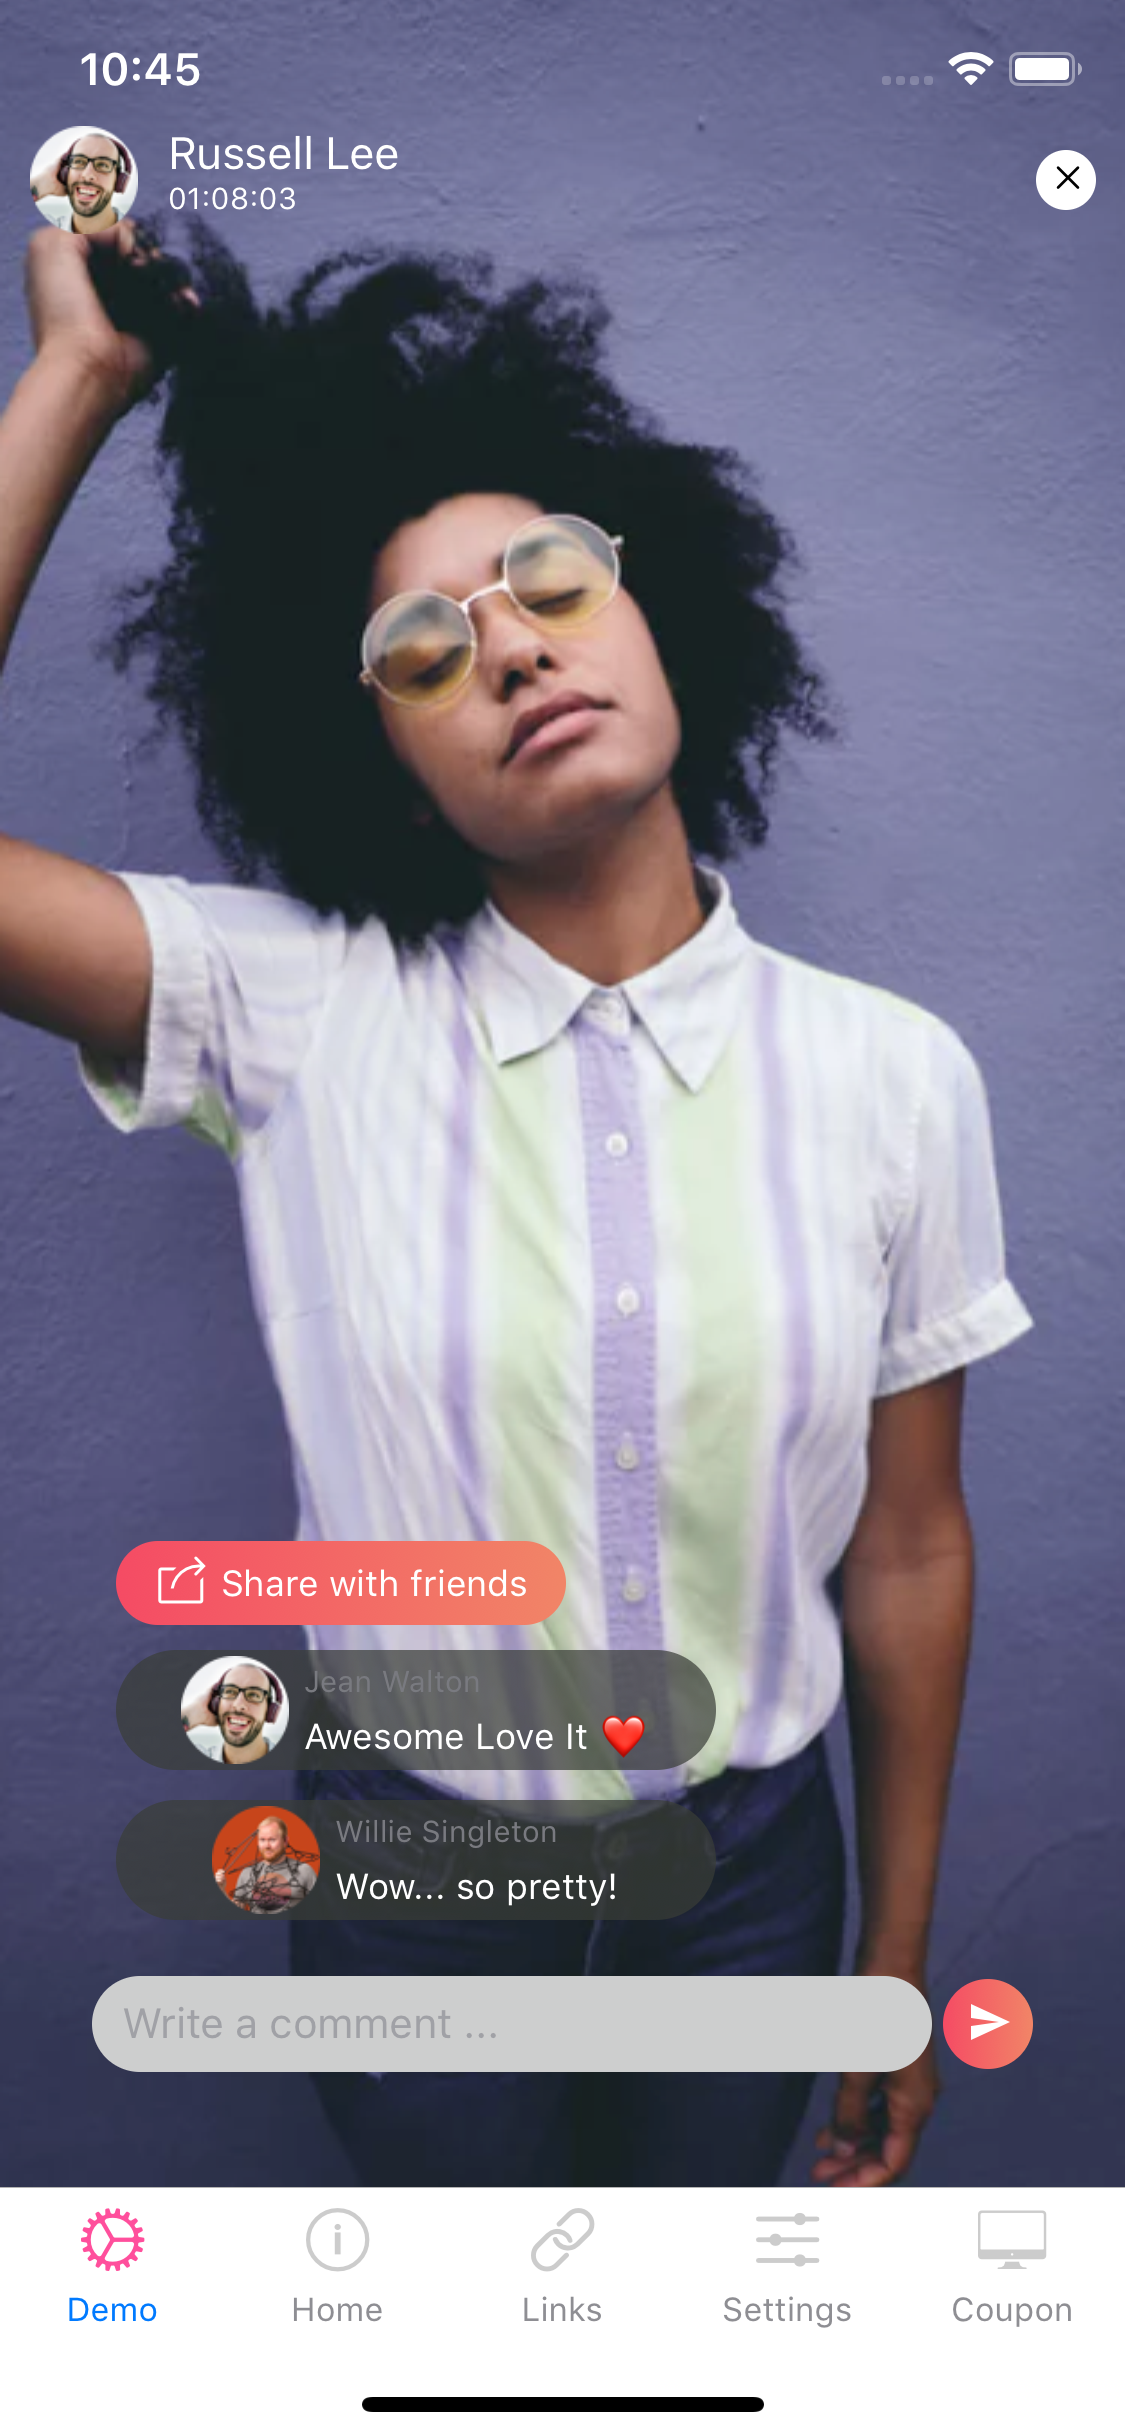 10:45
Russell Lee
01:08:03
Share with friends
Jean Walton
Awesome Love It ❤️
Willie Singleton
Wow... so pretty!
Write a comment ...
Demo
Home
Links
Settings
Coupon